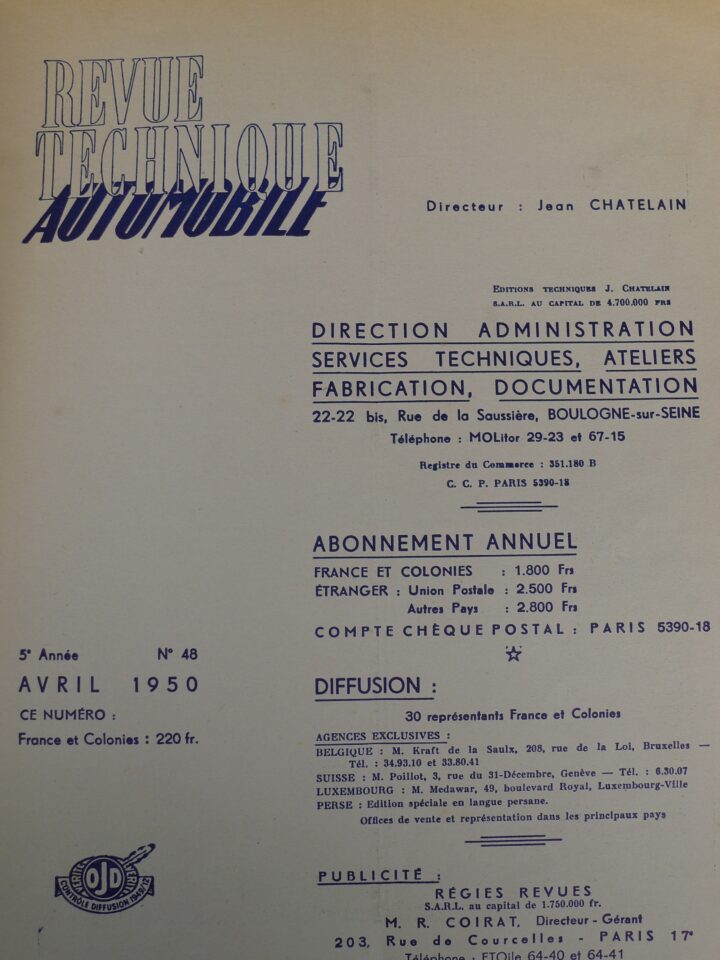 REVUE
TECHNIQUE
AUTOMOBILE
Directeur : Jean CHATELAIN
EDITIONS TECHNIQUES J. CHATELAIN
S.A.R.L. AU CAPITAL DE 4.700.000 FRS
DIRECTION ADMINISTRATION
SERVICES TECHNIQUES, ATELIERS
FABRICATION, DOCUMENTATION
22-22 bis, Rue de la Saussière, BOULOGNE-sur-SEINE
Téléphone : MOLitor 29-23 et 67-15
Registre du Commerce : 351.180 B
C. C. P. PARIS 5390-18
ABONNEMENT ANNUEL
FRANCE ET COLONIES : 1.800 Frs
ÉTRANGER : Union Postale : 2.500 Frs
Autres Pays : 2.800 Frs
COMPTE CHÈQUE POSTAL : PARIS 5390-18
5e Année N° 48
AVRIL 1950
CE NUMÉRO :
France et Colonies : 220 fr.
DIFFUSION :
30 représentants France et Colonies
AGENCES EXCLUSIVES :
BELGIQUE : M. Kraft de la Saulx, 208, rue de la Loi, Bruxelles —
Tél. : 34.93.10 et 33.80.41
SUISSE : M. Poillot, 3, rue du 31-Décembre, Genève — Tél. : 6.30.07
LUXEMBOURG : M. Medawar, 49, boulevard Royal, Luxembourg-Ville
PERSE : Edition spéciale en langue persane.
Offices de vente et représentation dans les principaux pays
OJD
CONTRÔLE DIFFUSION 1949/12
PUBLICITÉ :
RÉGIES REVUES
S.A.R.L. au capital de 1.750.000 fr.
M. R. COIRAT, Directeur-Gérant
203, Rue de Courcelles - PARIS 17e
Téléphone : ETOile 64-40 et 64-41